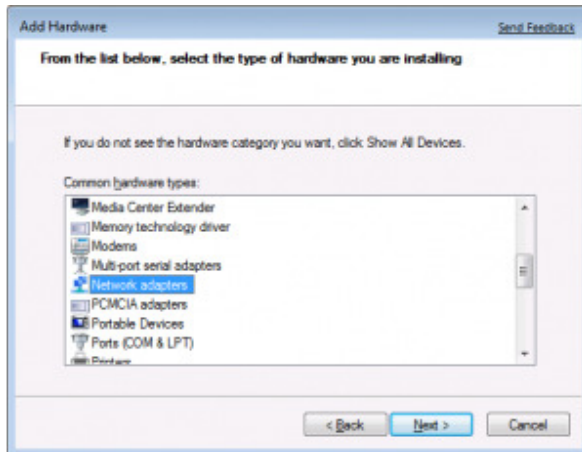 Add Hardware
Send Feedback
From the list below, select the type of hardware you are installing
If you do not see the hardware category you want, click Show All Devices.
Common hardware types:
Media Center Extender
Memory technology driver
Modems
Multi-port serial adapters
Network adapters
PCMCIA adapters
Portable Devices
Ports (COM & LPT)
Printers
< Back
Next >
Cancel